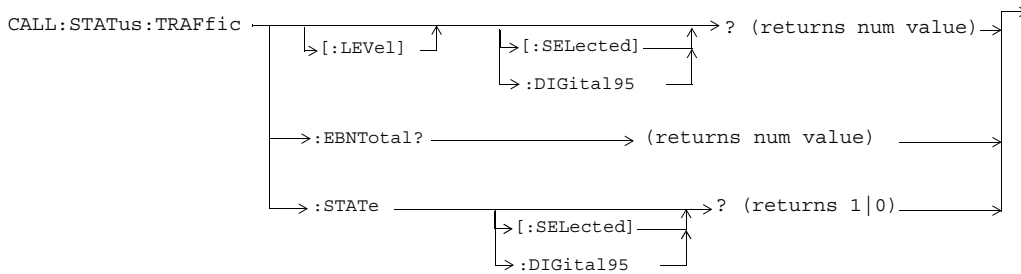 CALL:STATus:TRAFfic ? (returns num value)
[:LEVel] [:SELected]
:DIGital95
:EBNTotal? (returns num value)
:STATe ? (returns 1|0)
[:SELected]
:DIGital95